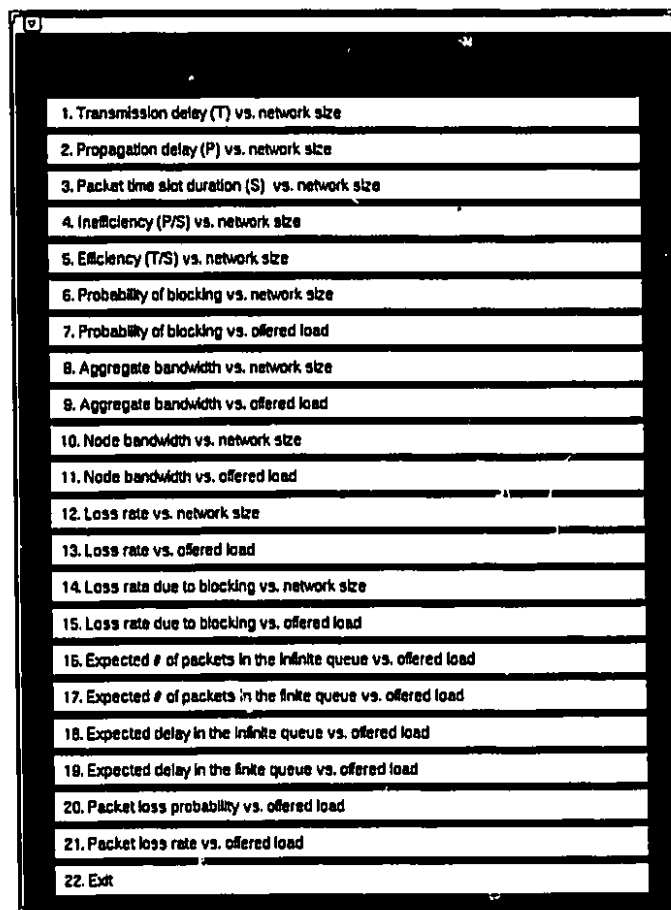 1. Transmission delay (T) vs. network size
2. Propagation delay (P) vs. network size
3. Packet time slot duration (S) vs. network size
4. Inefficiency (P/S) vs. network size
5. Efficiency (T/S) vs. network size
6. Probability of blocking vs. network size
7. Probability of blocking vs. offered load
8. Aggregate bandwidth vs. network size
9. Aggregate bandwidth vs. offered load
10. Node bandwidth vs. network size
11. Node bandwidth vs. offered load
12. Loss rate vs. network size
13. Loss rate vs. offered load
14. Loss rate due to blocking vs. network size
15. Loss rate due to blocking vs. offered load
16. Expected # of packets in the infinite queue vs. offered load
17. Expected # of packets in the finite queue vs. offered load
18. Expected delay in the infinite queue vs. offered load
19. Expected delay in the finite queue vs. offered load
20. Packet loss probability vs. offered load
21. Packet loss rate vs. offered load
22. Exit